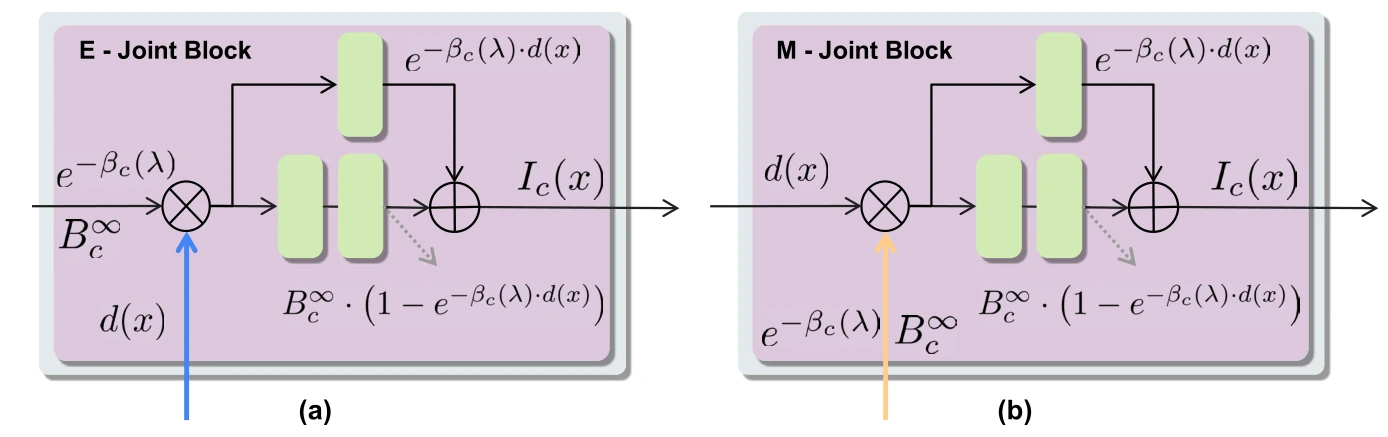 E - Joint Block
e^{-β_c(λ)·d(x)}
e^{-β_c(λ)}
B_c^∞
I_c(x)
d(x)
B_c^∞ · (1 − e^{-β_c(λ)·d(x)})
(a)
M - Joint Block
e^{-β_c(λ)·d(x)}
d(x)
I_c(x)
B_c^∞ · (1 − e^{-β_c(λ)·d(x)})
e^{-β_c(λ)} B_c^∞
(b)